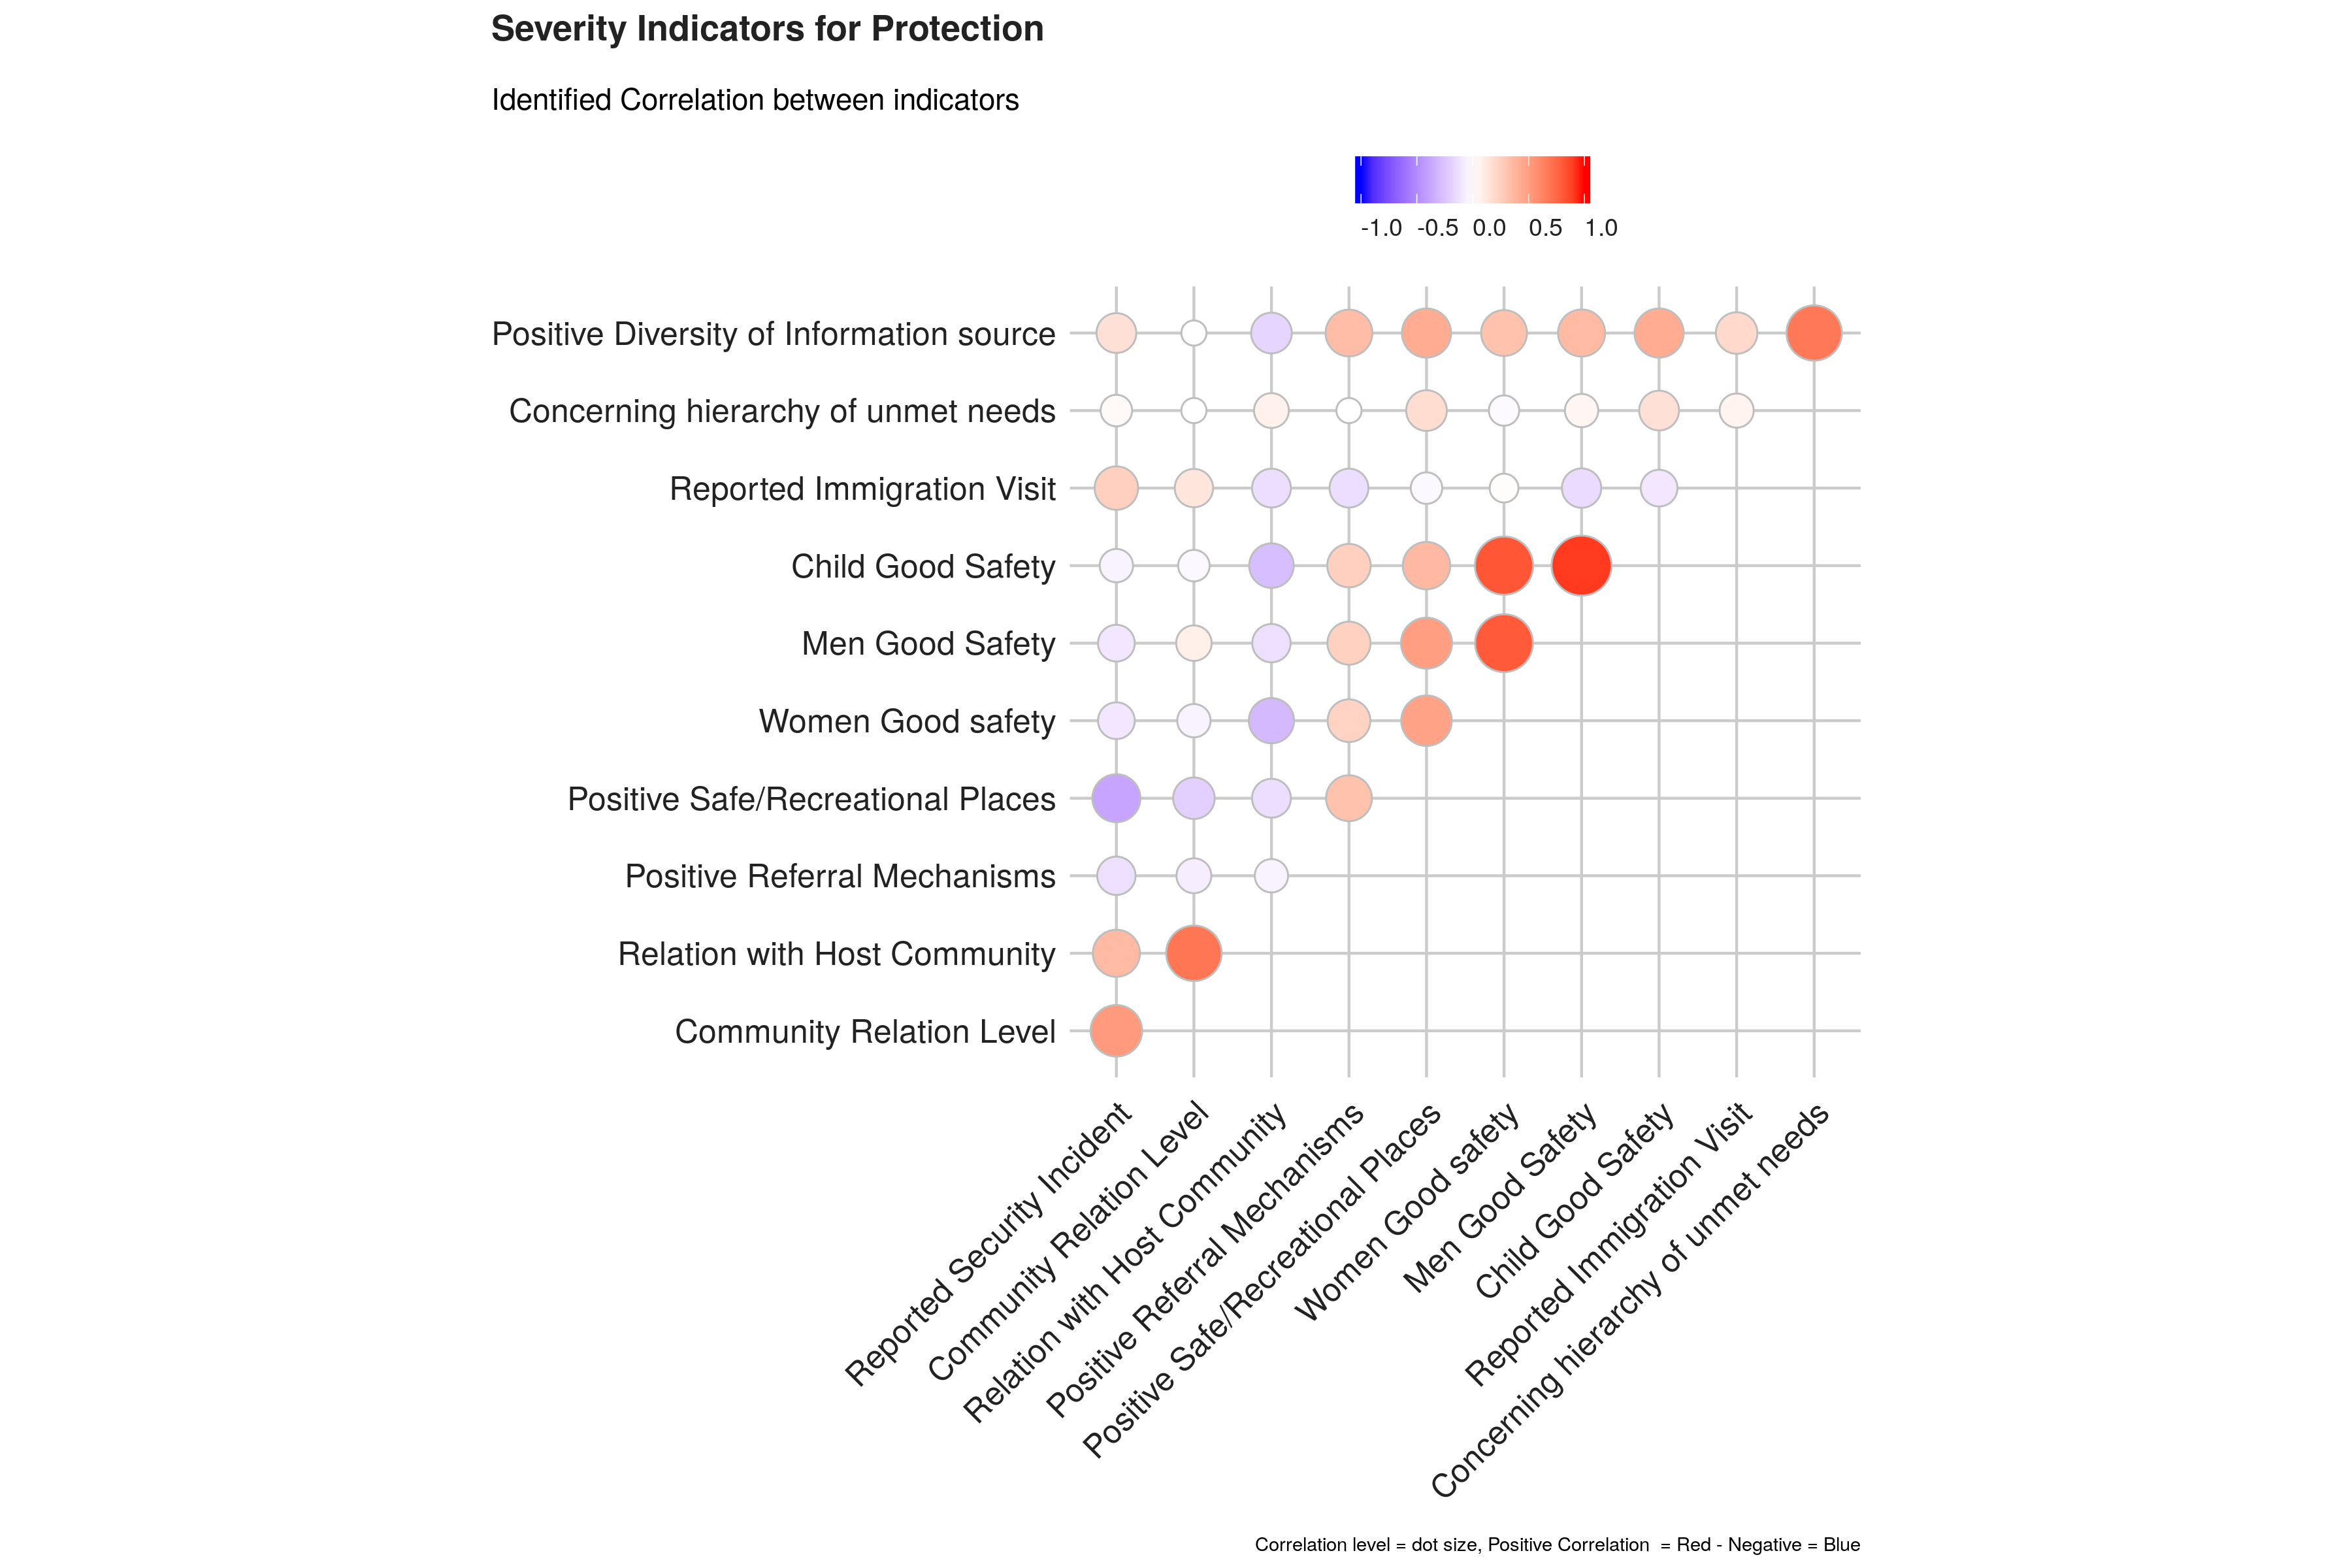 Severity Indicators for Protection
Identified Correlation between indicators
-1.0 -0.5 0.0 0.5 1.0
Positive Diversity of Information source
Concerning hierarchy of unmet needs
Reported Immigration Visit
Child Good Safety
Men Good Safety
Women Good safety
Positive Safe/Recreational Places
Positive Referral Mechanisms
Relation with Host Community
Community Relation Level
Reported Security Incident
Community Relation Level
Relation with Host Community
Positive Referral Mechanisms
Positive Safe/Recreational Places
Women Good safety
Men Good Safety
Child Good Safety
Reported Immigration Visit
Concerning hierarchy of unmet needs
Correlation level = dot size, Positive Correlation  = Red - Negative = Blue